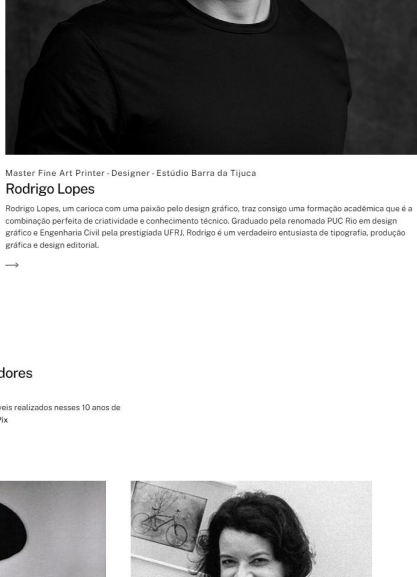 Master Fine Art Printer - Designer - Estúdio Barra da Tijuca
Rodrigo Lopes
Rodrigo Lopes, um carioca com uma paixão pelo design gráfico, traz consigo uma formação acadêmica que é a
combinação perfeita de criatividade e conhecimento técnico. Graduado pela renomada PUC Rio em design
gráfico e Engenharia Civil pela prestigiada UFRJ, Rodrigo é um verdadeiro entusiasta de tipografia, produção
gráfica e design editorial.
dores
veis realizados nesses 10 anos de
Pix